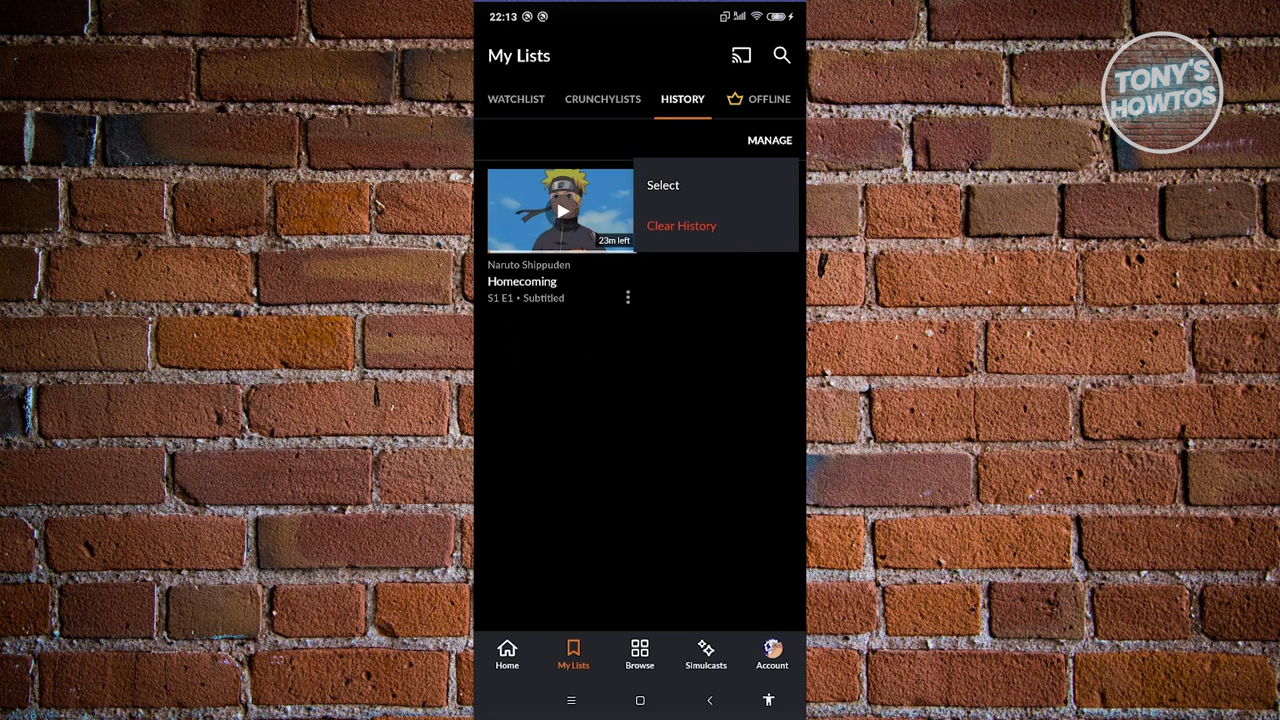 22:13
My Lists
WATCHLIST CRUNCHYLISTS HISTORY OFFLINE
MANAGE
Select
Clear History
23m left
Naruto Shippuden
Homecoming
S1 E1 • Subtitled
Home My Lists Browse Simulcasts Account
TONY'S
HOWTOS